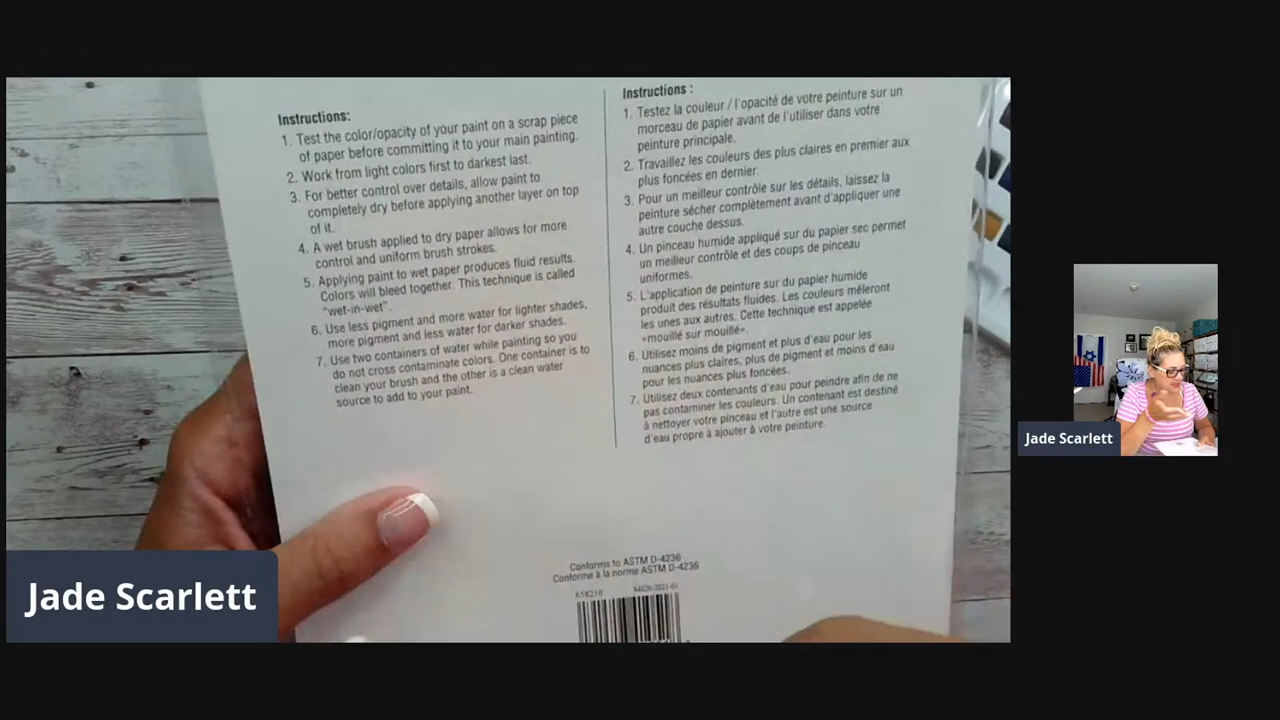 Instructions:
1. Test the color/opacity of your paint on a scrap piece
of paper before committing it to your main painting.
2. Work from light colors first to darkest last.
3. For better control over details, allow paint to
completely dry before applying another layer on top
of it.
4. A wet brush applied to dry paper allows for more
control and uniform brush strokes.
5. Applying paint to wet paper produces fluid results.
Colors will bleed together. This technique is called
“wet-in-wet”.
6. Use less pigment and more water for lighter shades,
more pigment and less water for darker shades.
7. Use two containers of water while painting so you
do not cross contaminate colors. One container is to
clean your brush and the other is a clean water
source to add to your paint.
Instructions :
1. Testez la couleur / l'opacité de votre peinture sur un
morceau de papier avant de l'utiliser dans votre
peinture principale.
2. Travaillez les couleurs des plus claires en premier aux
plus foncées en dernier.
3. Pour un meilleur contrôle sur les détails, laissez la
peinture sécher complètement avant d'appliquer une
autre couche dessus.
4. Un pinceau humide appliqué sur du papier sec permet
un meilleur contrôle et des coups de pinceau
uniformes.
5. L'application de peinture sur du papier humide
produit des résultats fluides. Les couleurs mêleront
les unes aux autres. Cette technique est appelée
«mouillé sur mouillé».
6. Utilisez moins de pigment et plus d'eau pour les
nuances plus claires, plus de pigment et moins d'eau
pour les nuances plus foncées.
7. Utilisez deux contenants d'eau pour peindre afin de ne
pas contaminer les couleurs. Un contenant est destiné
à nettoyer votre pinceau et l'autre est une source
d'eau propre à ajouter à votre peinture.
Conforms to ASTM D-4236
Conforme à la norme ASTM D-4236
658210
Jade Scarlett
Jade Scarlett